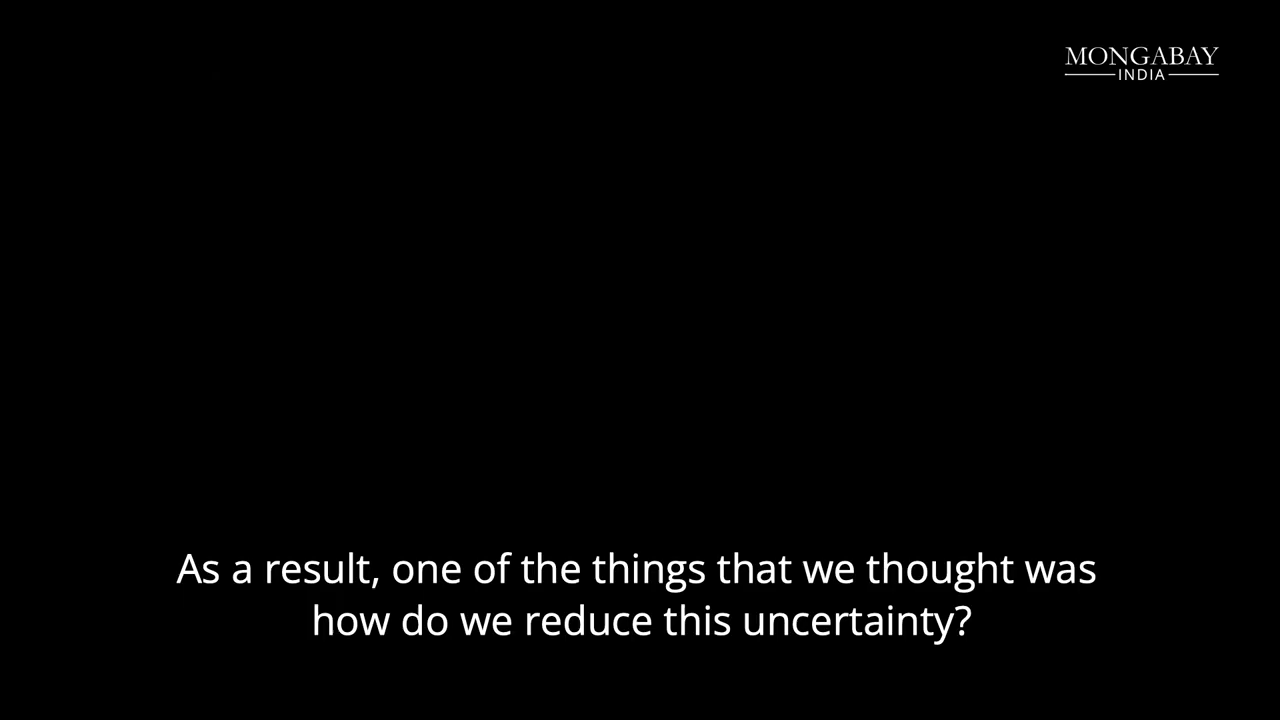 MONGABAY
INDIA
As a result, one of the things that we thought was
how do we reduce this uncertainty?